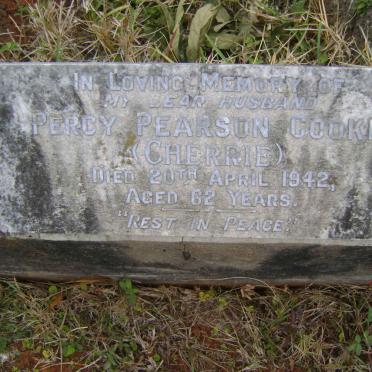 In Loving Memory of
my dear husband
Percy Pearson Cooke
(Cherrie)
Died 20th April 1942,
Aged 62 Years.
"Rest in Peace."